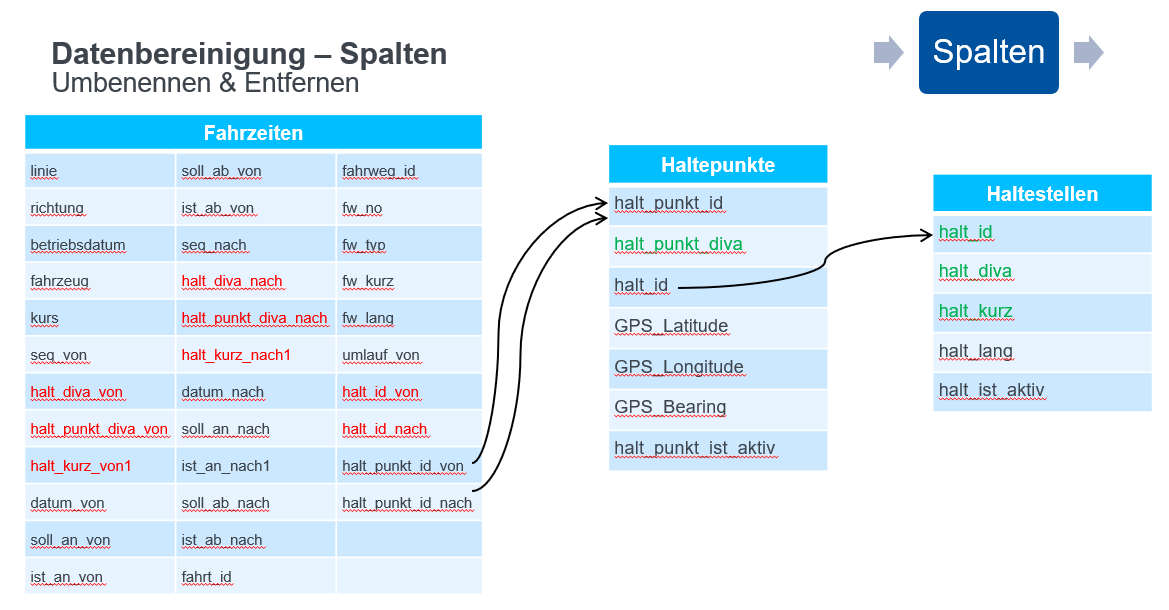 Datenbereinigung – Spalten
Umbenennen & Entfernen
Spalten
Fahrzeiten
linie soll_ab_von fahrweg_id
richtung ist_ab_von fw_no
betriebsdatum seq_nach fw_typ
fahrzeug halt_diva_nach fw_kurz
kurs halt_punkt_diva_nach fw_lang
seq_von halt_kurz_nach1 umlauf_von
halt_diva_von datum_nach halt_id_von
halt_punkt_diva_von soll_an_nach halt_id_nach
halt_kurz_von1 ist_an_nach1 halt_punkt_id_von
datum_von soll_ab_nach halt_punkt_id_nach
soll_an_von ist_ab_nach
ist_an_von fahrt_id
Haltepunkte
halt_punkt_id
halt_punkt_diva
halt_id
GPS_Latitude
GPS_Longitude
GPS_Bearing
halt_punkt_ist_aktiv
Haltestellen
halt_id
halt_diva
halt_kurz
halt_lang
halt_ist_aktiv